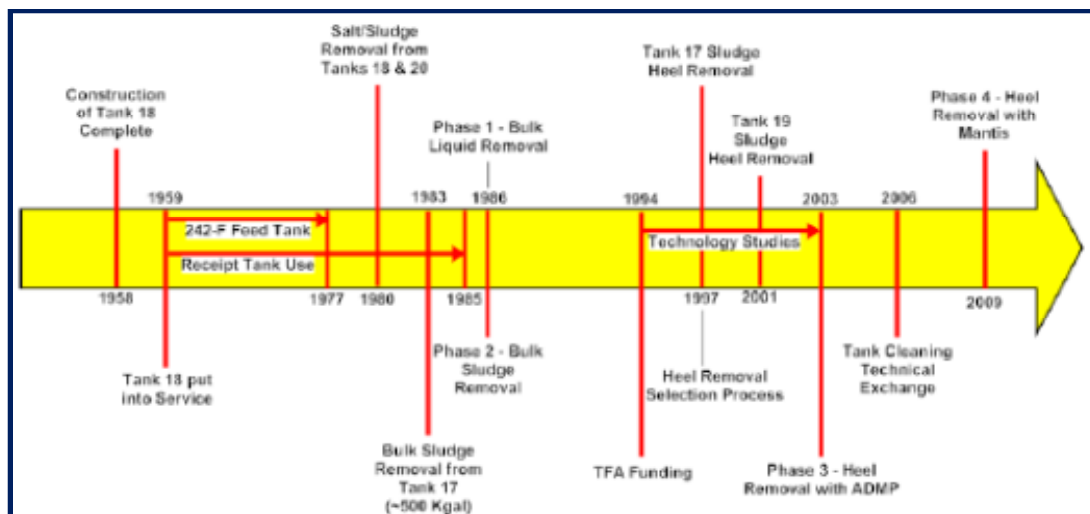 Salt/Sludge
Removal from
Tanks 18 & 20
Tank 17 Sludge
Heel Removal
Construction
of Tank 18
Complete
Phase 1 - Bulk
Liquid Removal
Tank 19
Sludge
Heel Removal
Phase 4 - Heel
Removal with
Mantis
1959
1983
1986
1994
2003
2006
242-F Feed Tank
Technology Studies
Receipt Tank Use
1958
1977
1980
1985
1997
2001
2009
Tank 18 put
into Service
Phase 2 - Bulk
Sludge
Removal
Heel Removal
Selection Process
Tank Cleaning
Technical
Exchange
Bulk Sludge
Removal from
Tank 17
(~500 Kgal)
TFA Funding
Phase 3 - Heel
Removal with ADMP